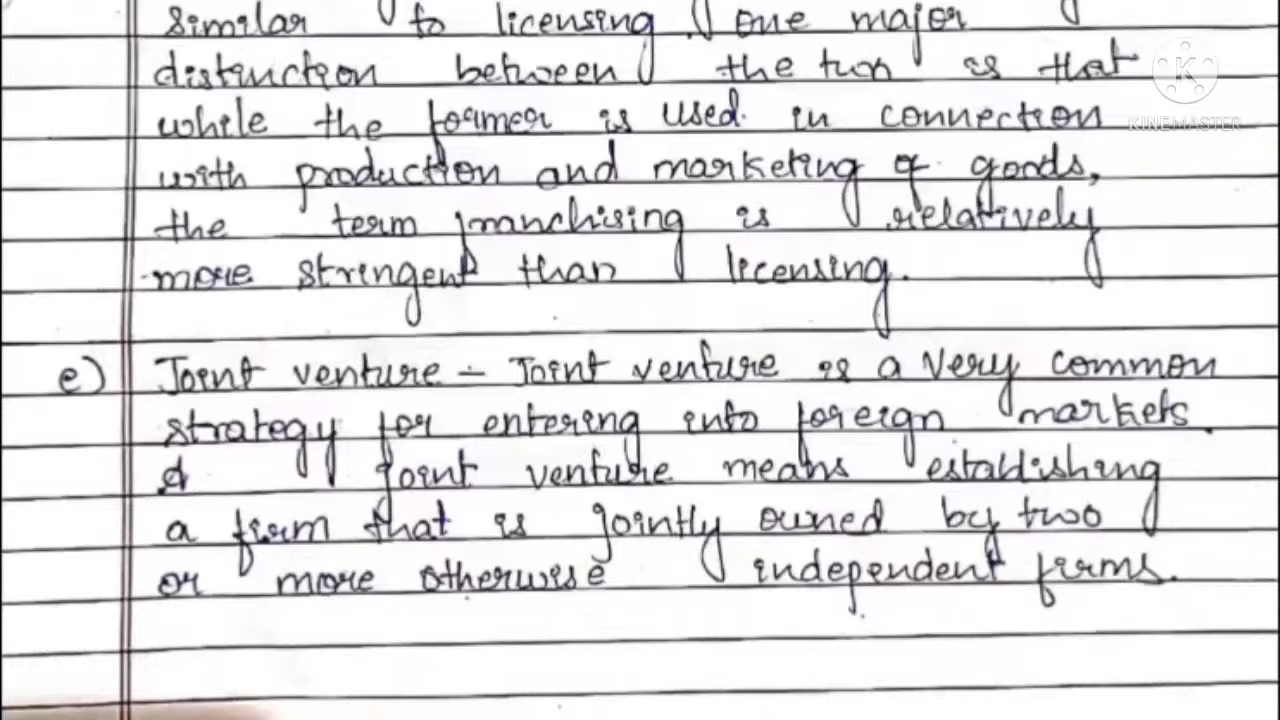 similar to licensing. One major
distinction between the two is that
while the former is used in connection
with production and marketing of goods,
the term franchising is relatively
more stringent than licensing.
e) Joint venture - Joint venture is a very common
strategy for entering into foreign markets.
A joint venture means establishing
a firm that is jointly owned by two
or more otherwise independent firms.
K
KINEMASTER